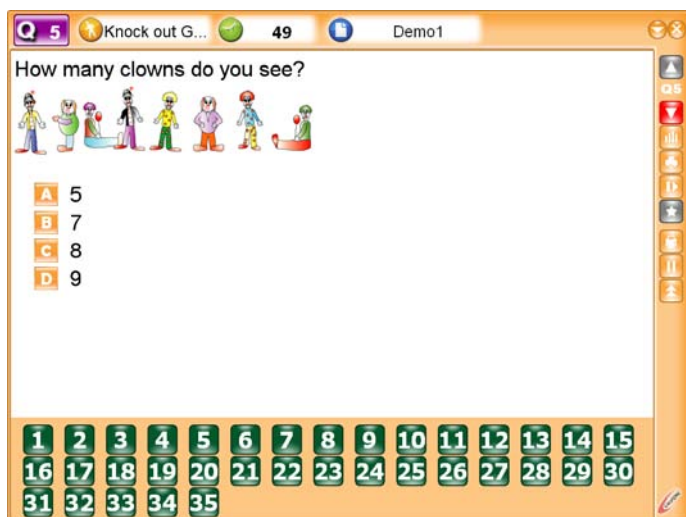 Q 5 Knock out G... 49 Demo1
How many clowns do you see?
Q5
A 5
B 7
C 8
D 9
1 2 3 4 5 6 7 8 9 10 11 12 13 14 15
16 17 18 19 20 21 22 23 24 25 26 27 28 29 30
31 32 33 34 35